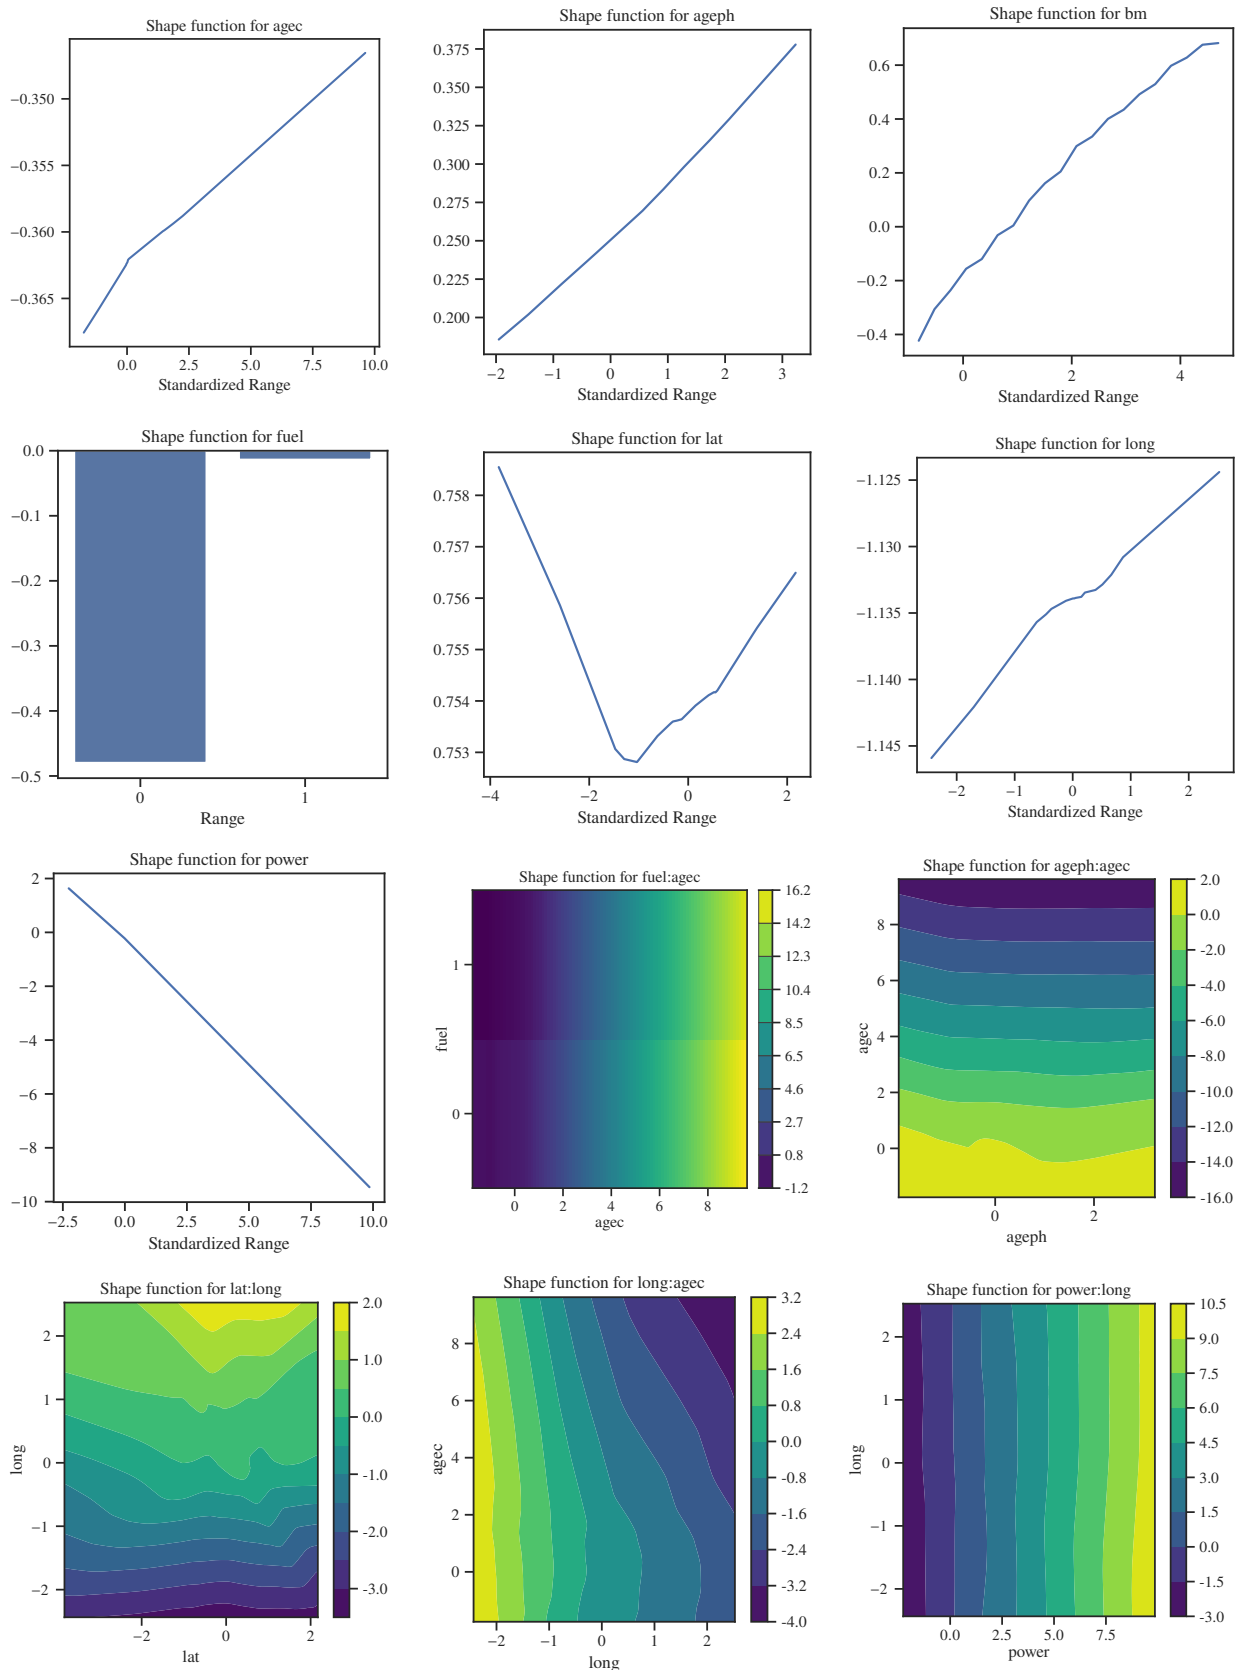 Shape function for agec
−0.350
−0.355
−0.360
−0.365
0.0 2.5 5.0 7.5 10.0
Standardized Range
Shape function for ageph
0.375
0.350
0.325
0.300
0.275
0.250
0.225
0.200
−2 −1 0 1 2 3
Standardized Range
Shape function for bm
0.6
0.4
0.2
0.0
−0.2
−0.4
0 2 4
Standardized Range
Shape function for fuel
0.0
−0.1
−0.2
−0.3
−0.4
−0.5
0 1
Range
Shape function for lat
0.758
0.757
0.756
0.755
0.754
0.753
−4 −2 0 2
Standardized Range
Shape function for long
−1.125
−1.130
−1.135
−1.140
−1.145
−2 −1 0 1 2
Standardized Range
Shape function for power
2
0
−2
−4
−6
−8
−10
−2.5 0.0 2.5 5.0 7.5 10.0
Standardized Range
Shape function for fuel:agec
fuel
1
0
0 2 4 6 8
agec
16.2
14.2
12.3
10.4
8.5
6.5
4.6
2.7
0.8
-1.2
Shape function for ageph:agec
agec
8
6
4
2
0
0 2
ageph
2.0
0.0
-2.0
-4.0
-6.0
-8.0
-10.0
-12.0
-14.0
-16.0
Shape function for lat:long
long
2
1
0
−1
−2
−2 0 2
lat
2.0
1.0
0.0
-1.0
-2.0
-3.0
Shape function for long:agec
agec
8
6
4
2
0
−2 −1 0 1 2
long
3.2
2.4
1.6
0.8
0.0
-0.8
-1.6
-2.4
-3.2
-4.0
Shape function for power:long
long
2
1
0
−1
−2
0.0 2.5 5.0 7.5
power
10.5
9.0
7.5
6.0
4.5
3.0
1.5
0.0
-1.5
-3.0